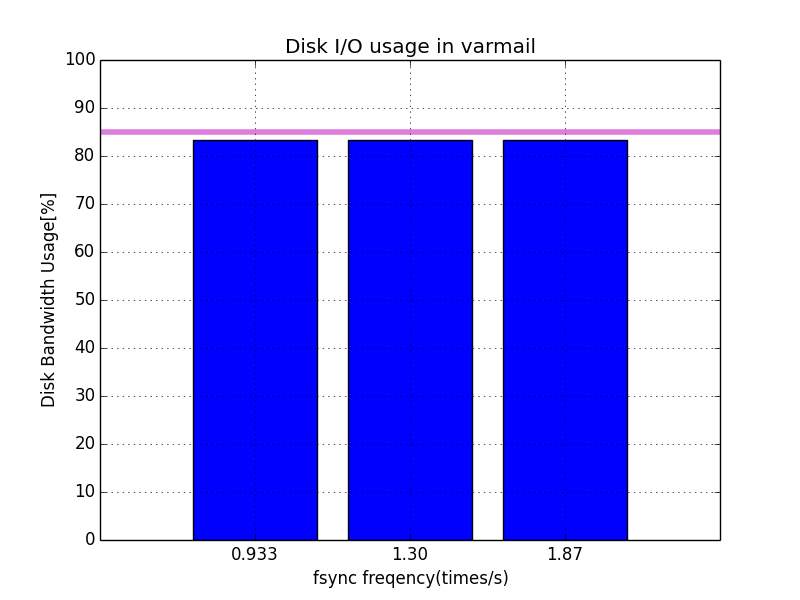 Disk I/O usage in varmail
100
90
80
70
60
50
40
30
20
10
0
Disk Bandwidth Usage[%]
0.933 1.30 1.87
fsync freqency(times/s)